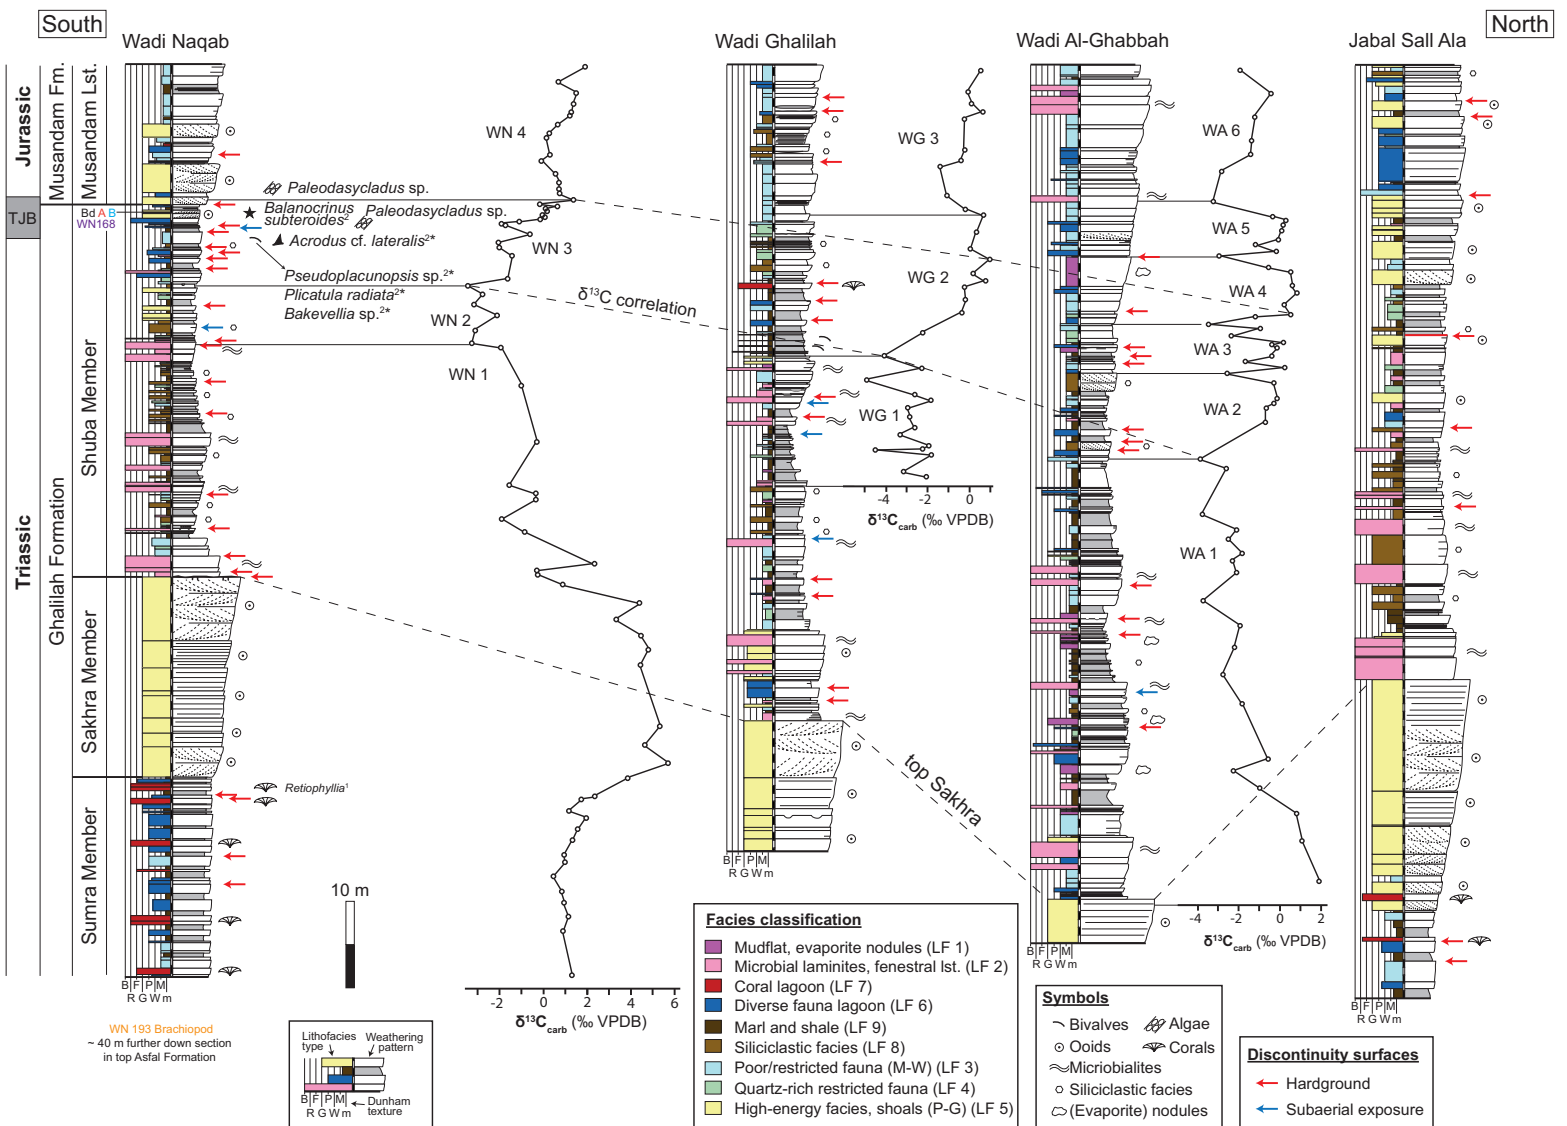 South
North
Wadi Naqab
Wadi Ghalilah
Wadi Al-Ghabbah
Jabal Sall Ala
Jurassic
TJB
Triassic
Musandam Fm.
Ghalilah Formation
Musandam Lst.
Bd A B
WN168
Shuba Member
Sakhra Member
Sumra Member
WN 4
WN 3
WN 2
WN 1
Paleodasycladus sp.
Balanocrinus
subteroides² Paleodasycladus sp.
Acrodus cf. lateralis²*
Pseudoplacunopsis sp.²*
Plicatula radiata²*
Bakevellia sp.²*
δ¹³C correlation
Retiophyllia¹
top Sakhra
WG 3
WG 2
WG 1
-4 -2 0
δ¹³Ccarb (‰ VPDB)
WA 6
WA 5
WA 4
WA 3
WA 2
WA 1
-4 -2 0 2
δ¹³Ccarb (‰ VPDB)
10 m
-2 0 2 4 6
δ¹³Ccarb (‰ VPDB)
B F P M
R G W m
B F P M
R G W m
B F P M
R G W m
B F P M
R G W m
WN 193 Brachiopod
~ 40 m further down section
in top Asfal Formation
Lithofacies
type
Weathering
pattern
B F P M
R G W m
Dunham
texture
Facies classification
Mudflat, evaporite nodules (LF 1)
Microbial laminites, fenestral lst. (LF 2)
Coral lagoon (LF 7)
Diverse fauna lagoon (LF 6)
Marl and shale (LF 9)
Siliciclastic facies (LF 8)
Poor/restricted fauna (M-W) (LF 3)
Quartz-rich restricted fauna (LF 4)
High-energy facies, shoals (P-G) (LF 5)
Symbols
Bivalves
Algae
Ooids
Corals
Microbialites
Siliciclastic facies
(Evaporite) nodules
Discontinuity surfaces
Hardground
Subaerial exposure